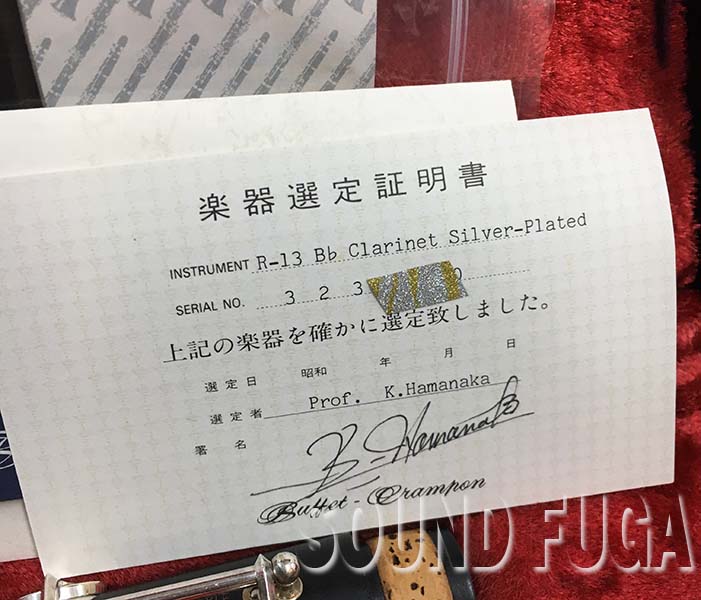 楽器選定証明書
INSTRUMENT R-13 B♭ Clarinet Silver-Plated
SERIAL NO. 3 2 3 0
上記の楽器を確かに選定致しました。
選定日 昭和 年 月 日
選定者 Prof. K.Hamanaka
署名 K-Hamanaka
Buffet-Crampon
SOUND FUGA